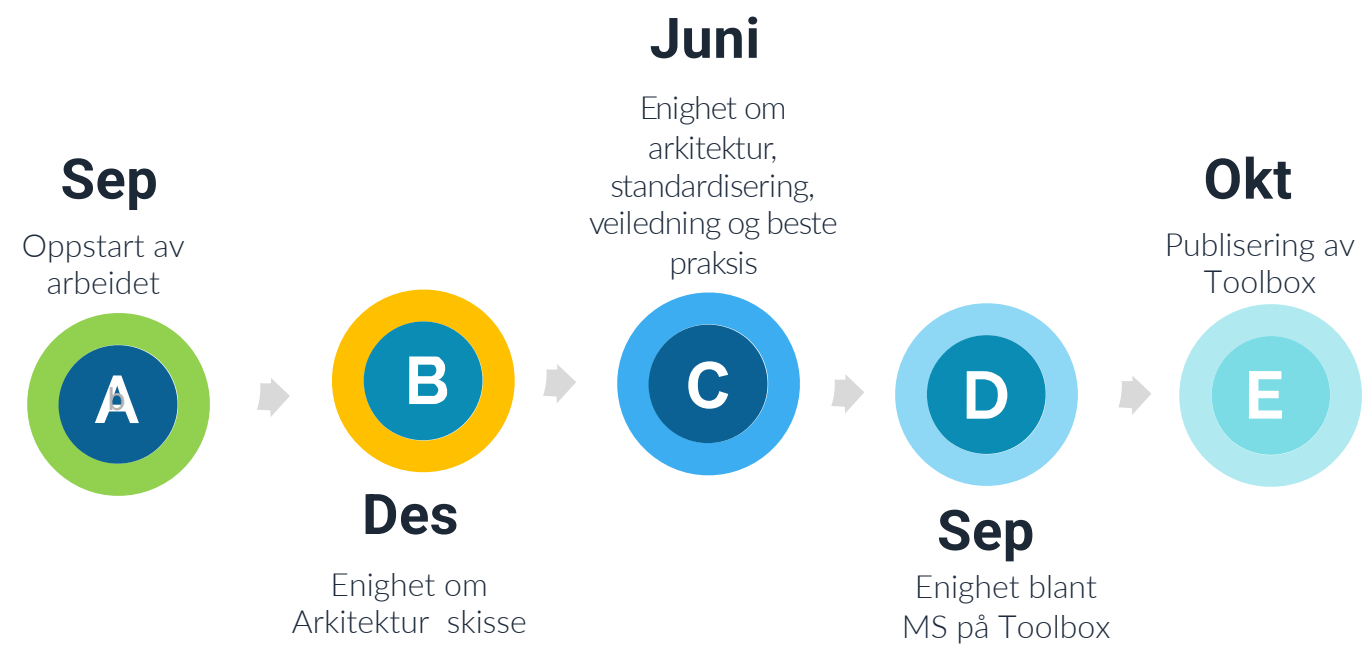 Sep
Oppstart av
arbeidet
A
b
B
Des
Enighet om
Arkitektur  skisse
Juni
Enighet om
arkitektur,
standardisering,
veiledning og beste
praksis
C
D
Sep
Enighet blant
MS på Toolbox
Okt
Publisering av
Toolbox
E